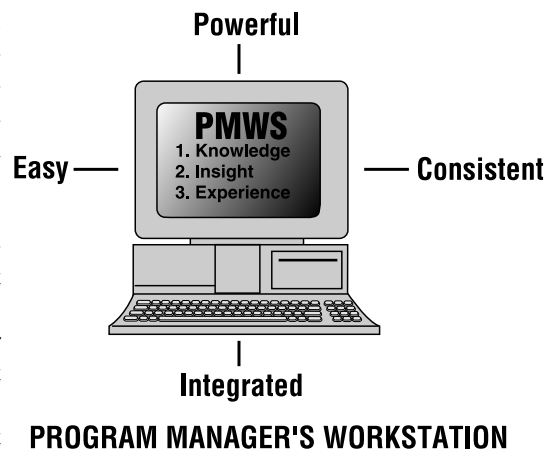 Powerful
PMWS
1. Knowledge
2. Insight
3. Experience
Easy
Consistent
Integrated
PROGRAM MANAGER'S WORKSTATION